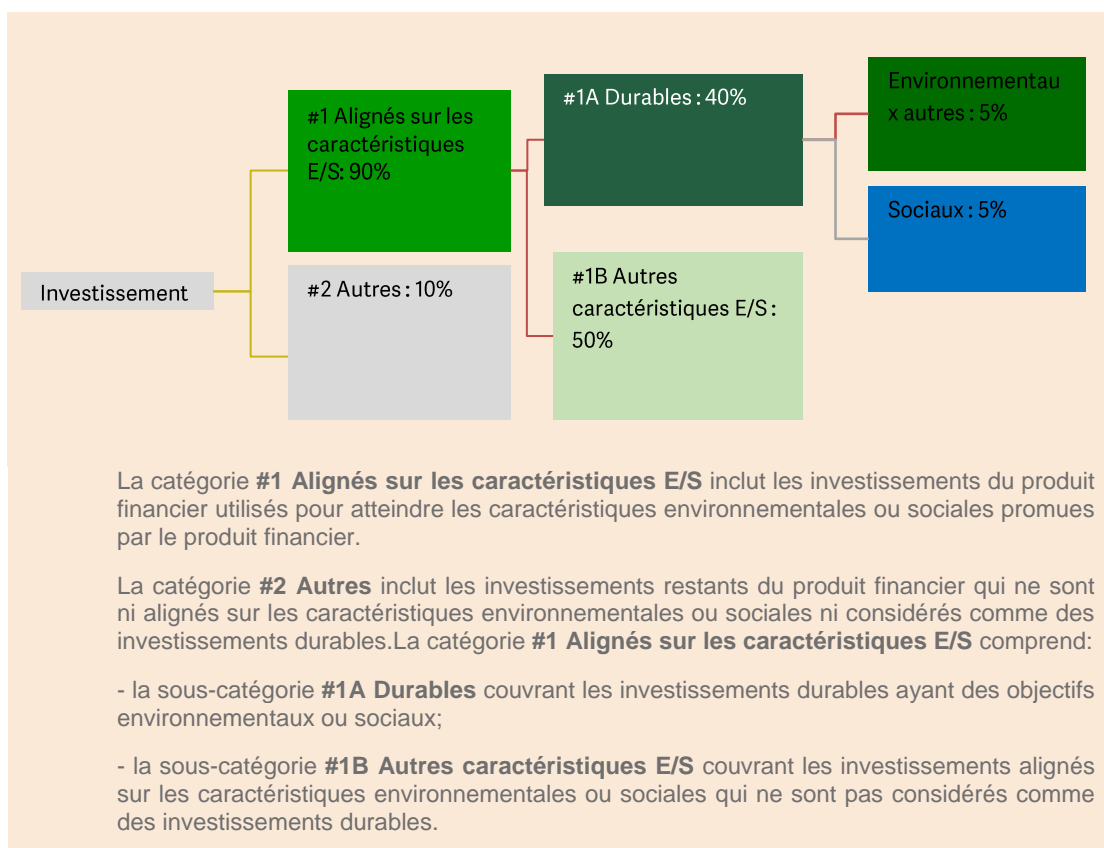 Investissement
#1 Alignés sur les
caractéristiques
E/S: 90%
#2 Autres : 10%
#1A Durables : 40%
#1B Autres
caractéristiques E/S :
50%
Environnementau
x autres : 5%
Sociaux : 5%
La catégorie #1 Alignés sur les caractéristiques E/S inclut les investissements du produit
financier utilisés pour atteindre les caractéristiques environnementales ou sociales promues
par le produit financier.
La catégorie #2 Autres inclut les investissements restants du produit financier qui ne sont
ni alignés sur les caractéristiques environnementales ou sociales ni considérés comme des
investissements durables.La catégorie #1 Alignés sur les caractéristiques E/S comprend:
- la sous-catégorie #1A Durables couvrant les investissements durables ayant des objectifs
environnementaux ou sociaux;
- la sous-catégorie #1B Autres caractéristiques E/S couvrant les investissements alignés
sur les caractéristiques environnementales ou sociales qui ne sont pas considérés comme
des investissements durables.